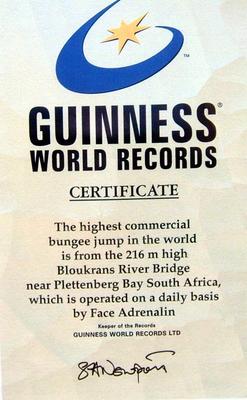 GUINNESS®
WORLD RECORDS
CERTIFICATE
The highest commercial
bungee jump in the world
is from the 216 m high
Bloukrans River Bridge
near Plettenberg Bay South Africa,
which is operated on a daily basis
by Face Adrenalin
Keeper of the Records
GUINNESS WORLD RECORDS LTD